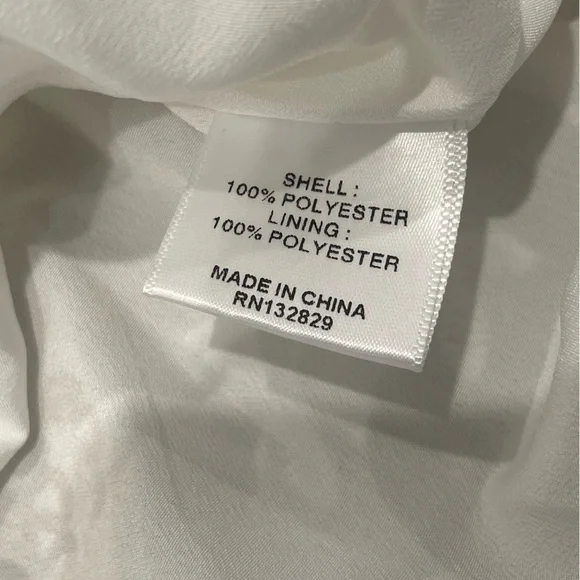 SHELL:
100% POLYESTER
LINING:
100% POLYESTER
MADE IN CHINA
RN132829